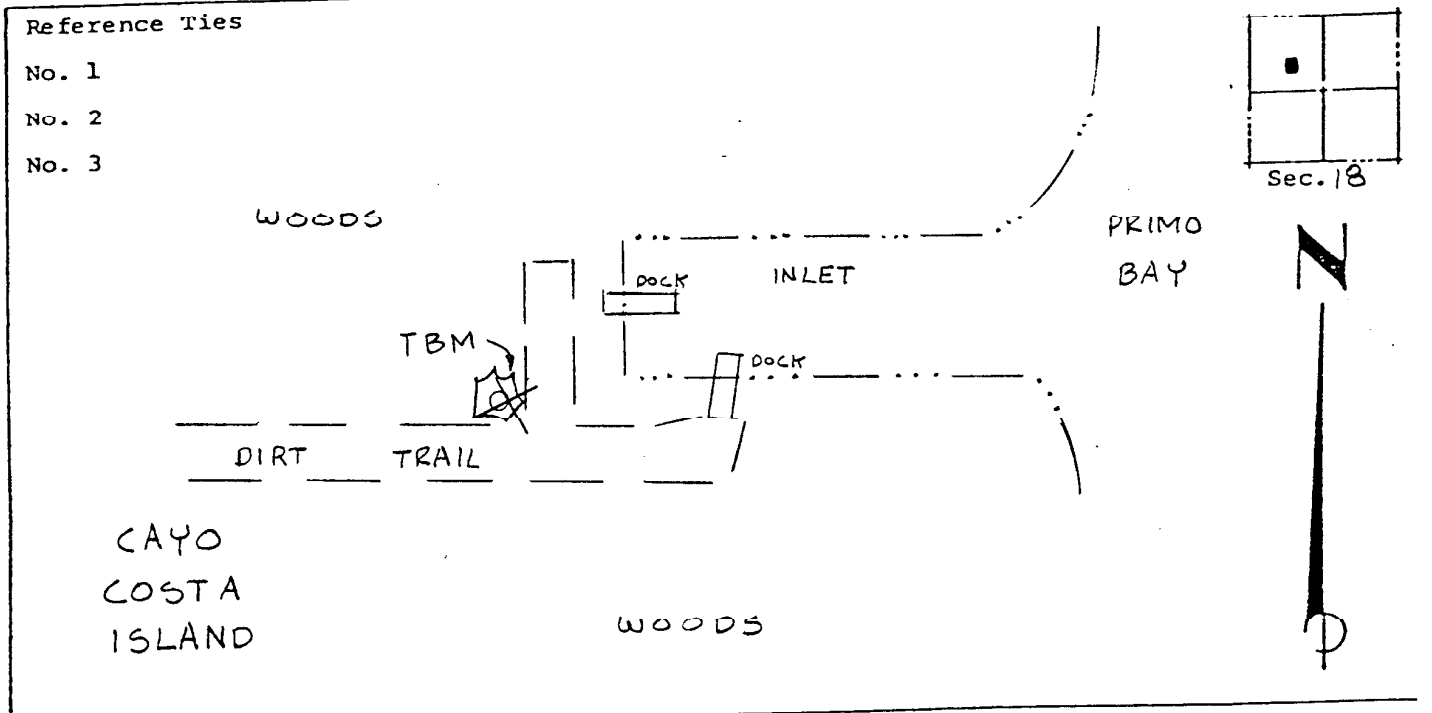 Reference Ties
No. 1
No. 2
No. 3
Sec. 18
WOODS
PRIMO
BAY
N
DOCK
INLET
TBM
DOCK
DIRT TRAIL
CAYO
COSTA
ISLAND
WOODS